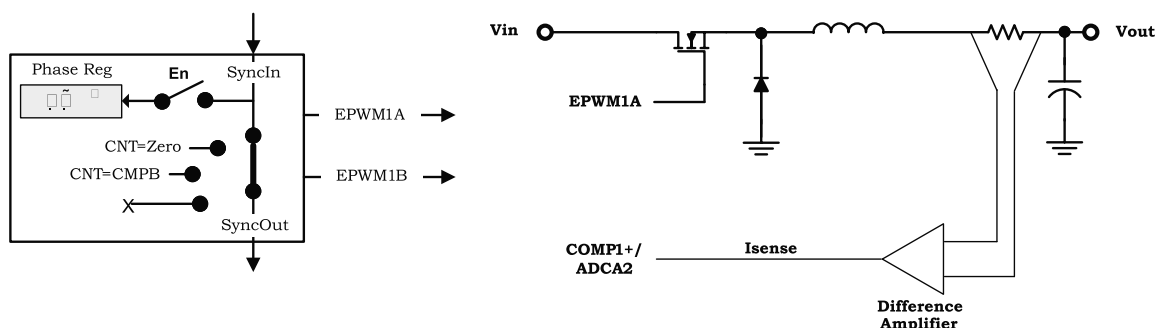 Phase Reg
En
SyncIn
CNT=Zero
CNT=CMPB
X
SyncOut
EPWM1A
EPWM1B
Vin
Vout
EPWM1A
COMP1+/
ADCA2
Isense
Difference
Amplifier